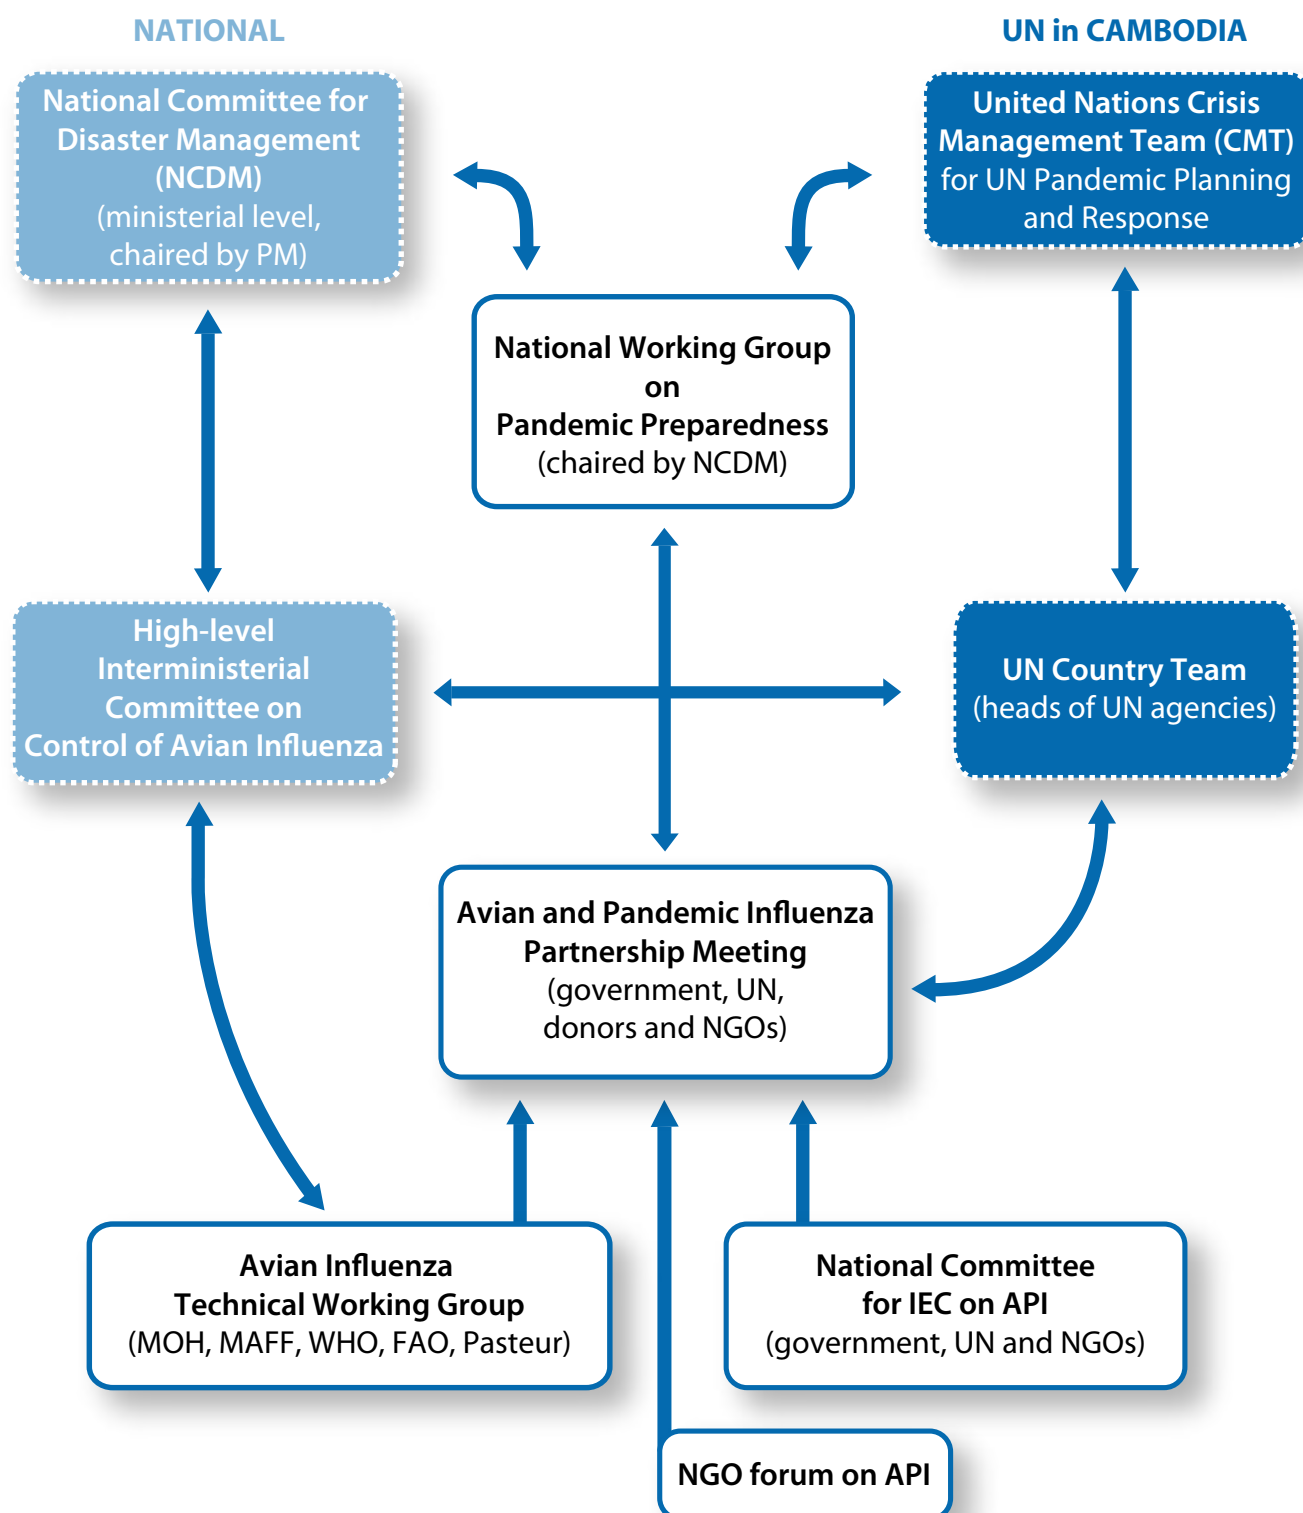 NATIONAL
UN in CAMBODIA
National Committee for
Disaster Management
(NCDM)
(ministerial level,
chaired by PM)
United Nations Crisis
Management Team (CMT)
for UN Pandemic Planning
and Response
National Working Group
on
Pandemic Preparedness
(chaired by NCDM)
High-level
Interministerial
Committee on
Control of Avian Influenza
UN Country Team
(heads of UN agencies)
Avian and Pandemic Influenza
Partnership Meeting
(government, UN,
donors and NGOs)
Avian Influenza
Technical Working Group
(MOH, MAFF, WHO, FAO, Pasteur)
National Committee
for IEC on API
(government, UN and NGOs)
NGO forum on API